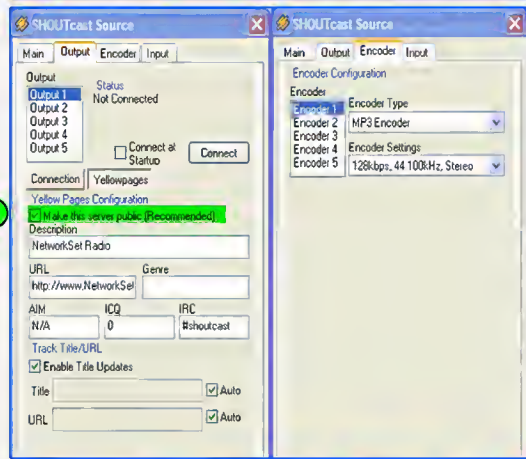 SHOUTcast Source
Main Output Encoder Input
Output
Output 1
Output 2
Output 3
Output 4
Output 5
Status
Not Connected
Connect at Startup
Connect
Connection Yellowpages
Yellow Pages Configuration
Make this server public (Recommended)
Description
NetworkSet Radio
URL Genre
http://www.NetworkSet
AIM ICQ IRC
N/A 0 #shoutcast
Track Title/URL
Enable Title Updates
Title Auto
URL Auto
SHOUTcast Source
Main Output Encoder Input
Encoder Configuration
Encoder
Encoder 1
Encoder 2
Encoder 3
Encoder 4
Encoder 5
Encoder Type
MP3 Encoder
Encoder Settings
128kbps, 44.100kHz, Stereo